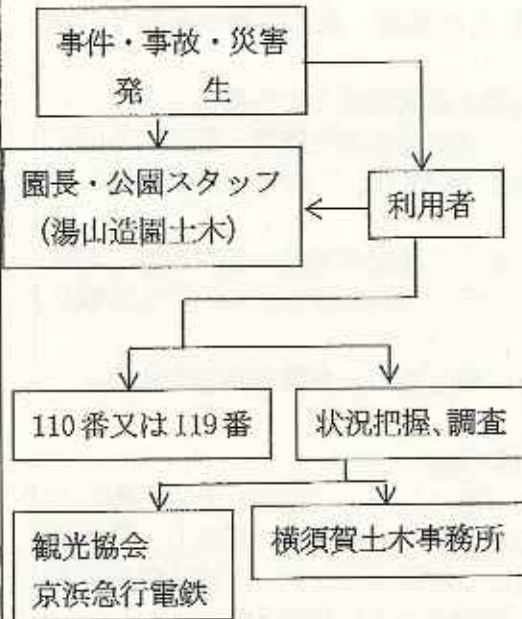 事件・事故・災害
発　　生
園長・公園スタッフ
(湯山造園土木)
利用者
110番又は119番
状況把握、調査
観光協会
京浜急行電鉄
横須賀土木事務所